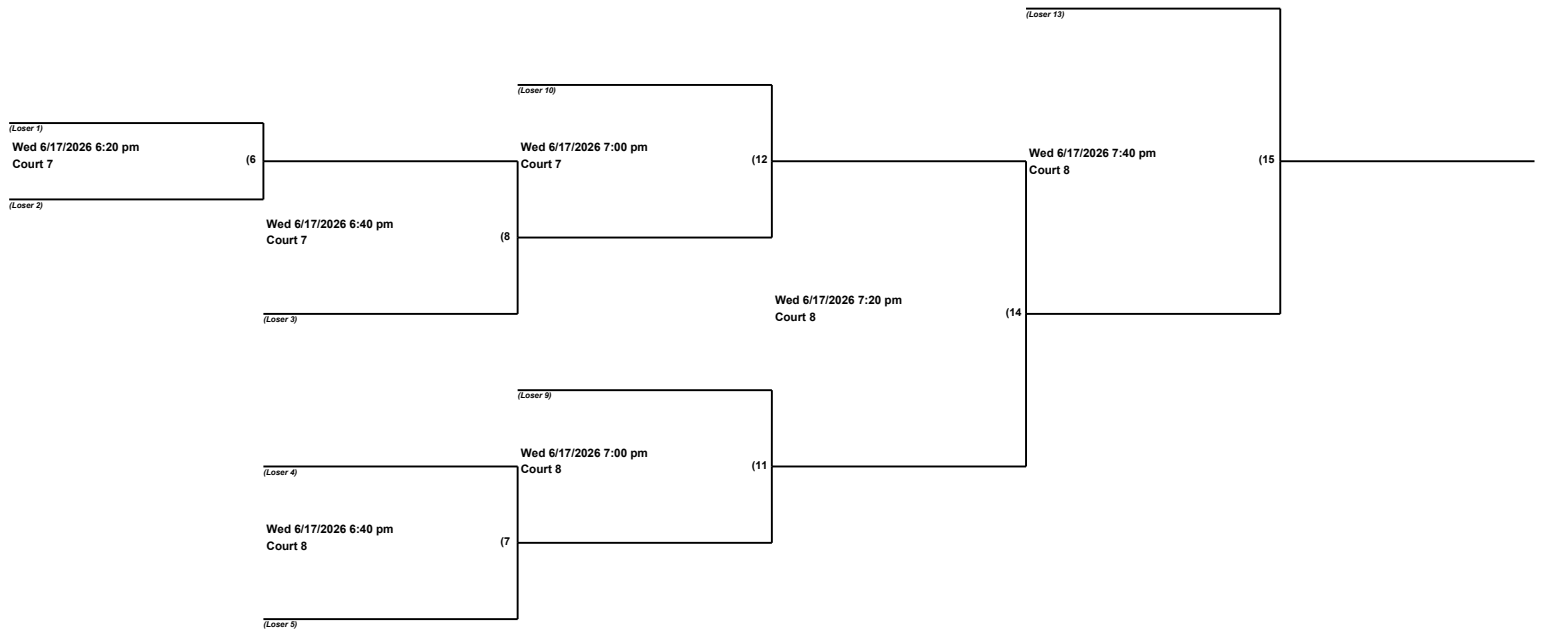 (Loser 13)
(Loser 10)
(Loser 1)
Wed 6/17/2026 6:20 pm
Court 7
(6
Wed 6/17/2026 7:00 pm
Court 7
(12
Wed 6/17/2026 7:40 pm
Court 8
(15
(Loser 2)
Wed 6/17/2026 6:40 pm
Court 7
(8
(Loser 3)
Wed 6/17/2026 7:20 pm
Court 8
(14
(Loser 9)
Wed 6/17/2026 7:00 pm
Court 8
(11
(Loser 4)
Wed 6/17/2026 6:40 pm
Court 8
(7
(Loser 5)